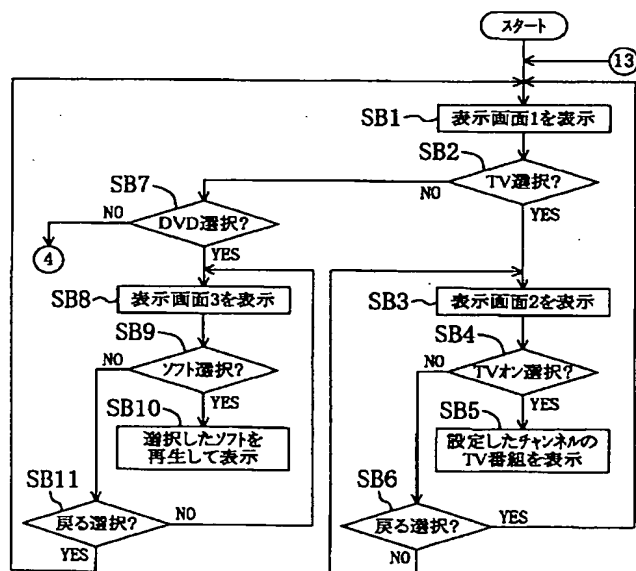 スタート
13
SB1
表示画面1を表示
SB2
TV選択?
NO
YES
SB7
DVD選択?
NO
YES
4
SB8
表示画面3を表示
SB9
ソフト選択?
NO
YES
SB10
選択したソフトを
再生して表示
SB11
戻る選択?
NO
YES
SB3
表示画面2を表示
SB4
TVオン選択?
NO
YES
SB5
設定したチャンネルの
TV番組を表示
SB6
戻る選択?
YES
NO